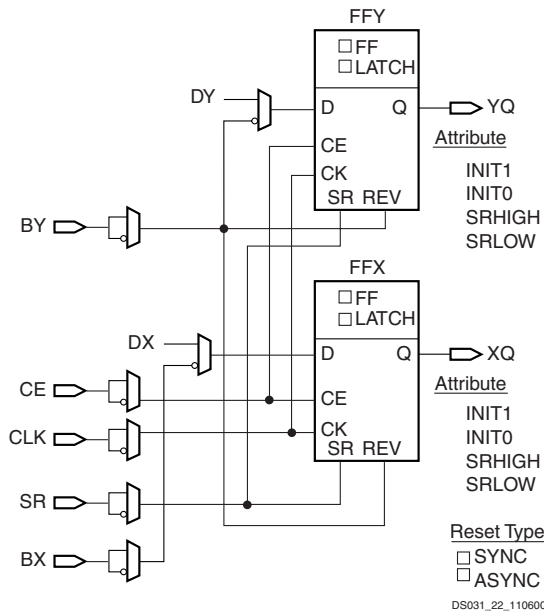 FFY
FF
LATCH
DY
D
Q
YQ
CE
CK
SR REV
Attribute
INIT1
INIT0
SRHIGH
SRLOW
BY
FFX
FF
LATCH
DX
D
Q
XQ
CE
CE
CLK
CK
SR REV
Attribute
INIT1
INIT0
SRHIGH
SRLOW
SR
BX
Reset Type
SYNC
ASYNC
DS031_22_110600